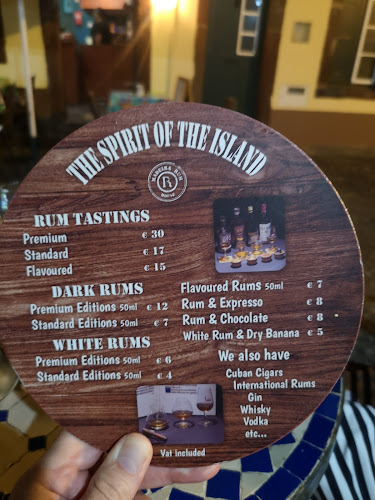 THE SPIRIT OF THE ISLAND
MADEIRA RUM
HOUSE
RUM TASTINGS
Premium € 30
Standard € 17
Flavoured € 15
DARK RUMS
Premium Editions 50ml € 12
Standard Editions 50ml € 7
WHITE RUMS
Premium Editions 50ml € 6
Standard Editions 50ml € 4
Flavoured Rums 50ml € 7
Rum & Expresso € 8
Rum & Chocolate € 8
White Rum & Dry Banana € 5
We also have
Cuban Cigars
International Rums
Gin
Whisky
Vodka
etc...
Vat included